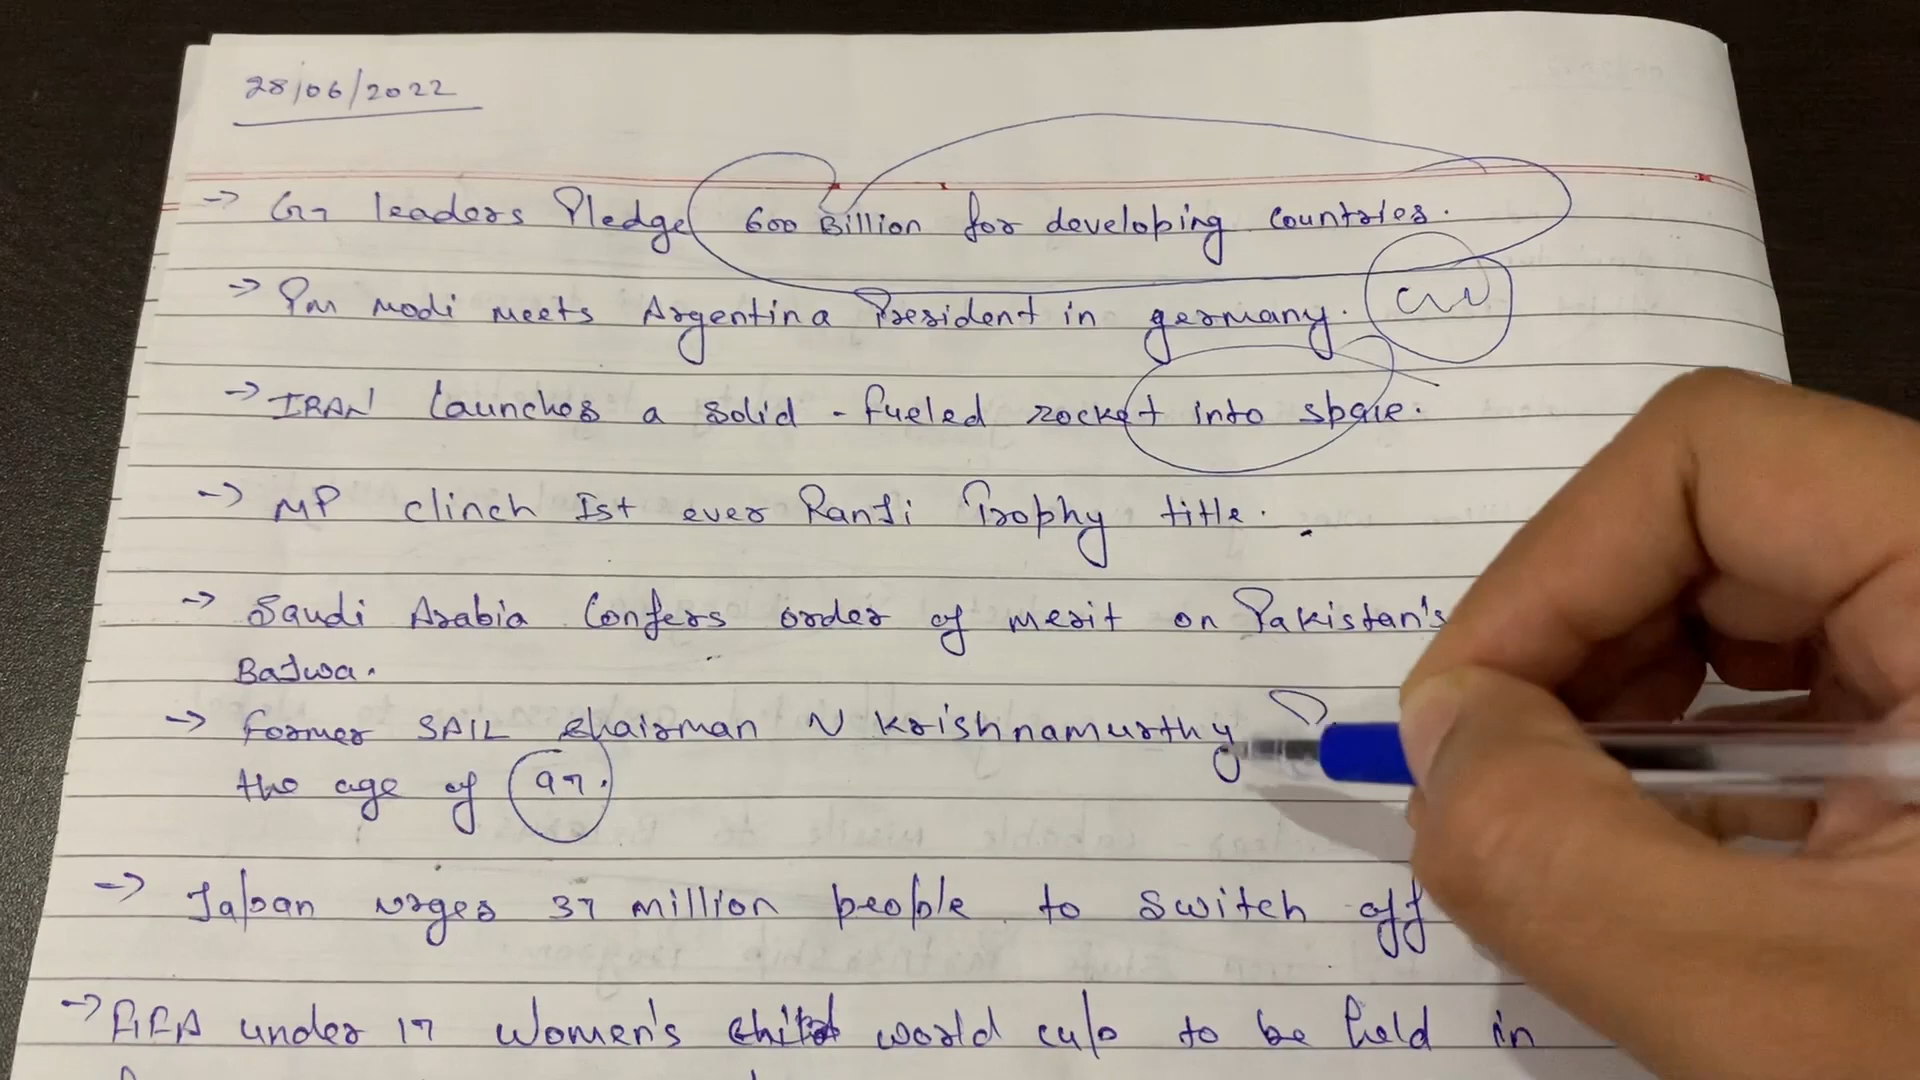 28/06/2022
→ G7 leaders Pledge 600 Billion for developing countries.
→ Pm modi meets Argentina President in germany.
→ IRAN launches a solid - fueled rocket into space.
→ MP clinch Ist ever Ranji Trophy title.
→ Saudi Arabia Confers order of merit on Pakistan's
Bajwa.
→ Former SAIL chairman N Krishnamurthy
the age of 97.
→ Japan urges 37 million people to switch off
→ FIFA under 17 Women's world cup to be held in